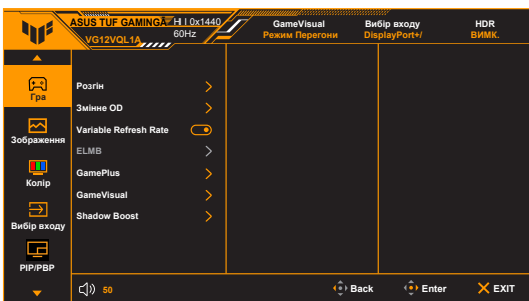 ASUS TUF GAMING
VG12VQL1A
60Hz
GameVisual
Режим Перегони
Вибір входу
DisplayPort+/
HDR
ВИМК.
Гра
Зображення
Колір
Вибір входу
PIP/PBP
Розгін
Змінне OD
Variable Refresh Rate
ELMB
GamePlus
GameVisual
Shadow Boost
50
Back
Enter
EXIT